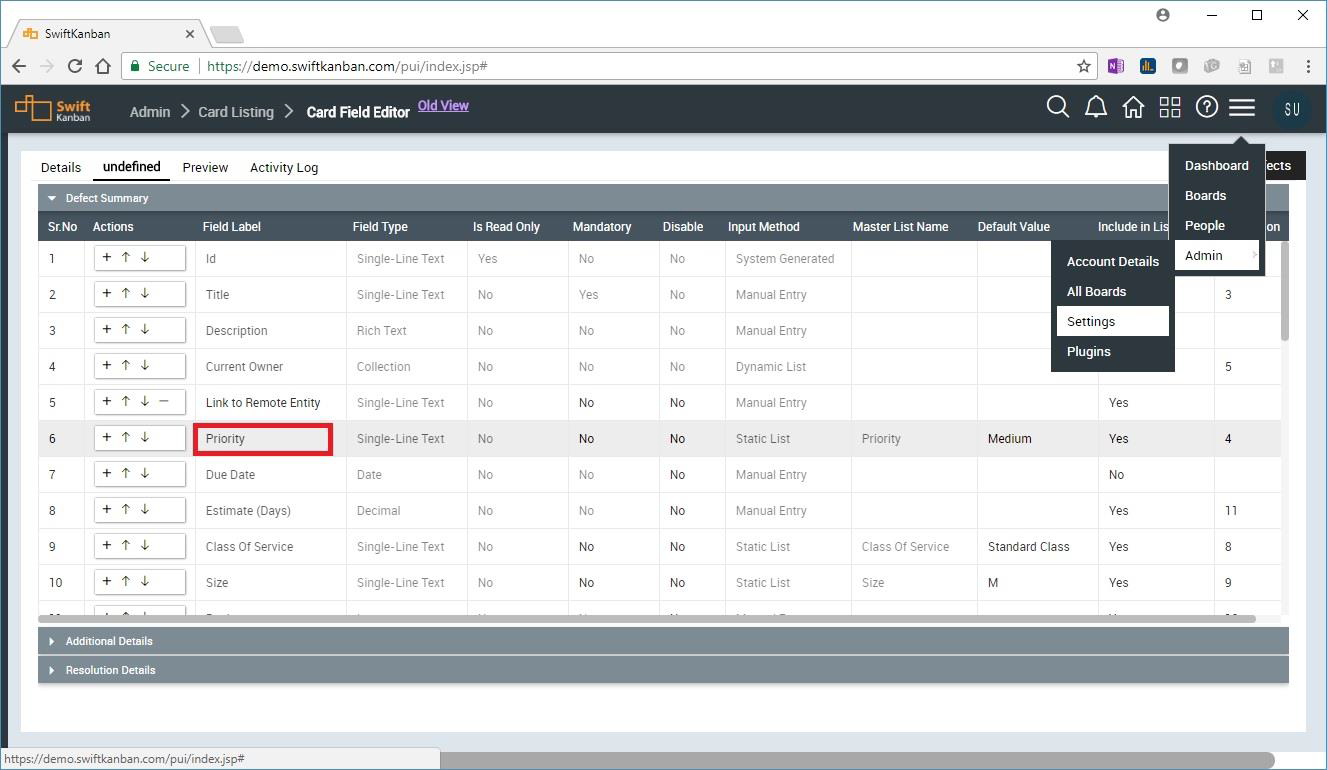 SwiftKanban
Secure https://demo.swiftkanban.com/pui/index.jsp#
Swift
Kanban
Admin Card Listing Card Field Editor Old View
SU
Details undefined Preview Activity Log
Dashboard
Boards
People
Admin
Account Details
All Boards
Settings
Plugins
Defect Summary
Sr.No Actions Field Label Field Type Is Read Only Mandatory Disable Input Method Master List Name Default Value Include in Lis
1 Id Single-Line Text Yes No No System Generated
2 Title Single-Line Text No Yes No Manual Entry 3
3 Description Rich Text No No No Manual Entry
4 Current Owner Collection No No No Dynamic List 5
5 Link to Remote Entity Single-Line Text No No No Manual Entry Yes
6 Priority Single-Line Text No No No Static List Priority Medium Yes 4
7 Due Date Date No No No Manual Entry No
8 Estimate (Days) Decimal No No No Manual Entry Yes 11
9 Class Of Service Single-Line Text No No No Static List Class Of Service Standard Class Yes 8
10 Size Single-Line Text No No No Static List Size M Yes 9
Additional Details
Resolution Details
https://demo.swiftkanban.com/pui/index.jsp#